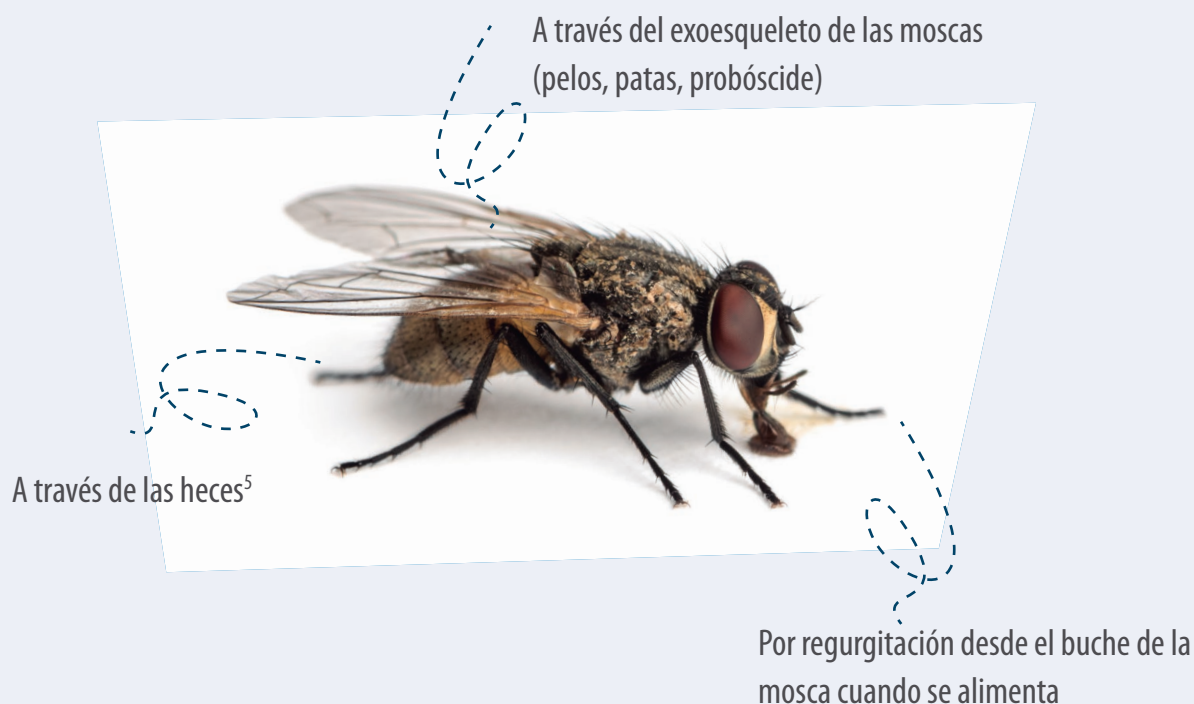 A través del exoesqueleto de las moscas
(pelos, patas, probóscide)
A través de las heces⁵
Por regurgitación desde el buche de la
mosca cuando se alimenta